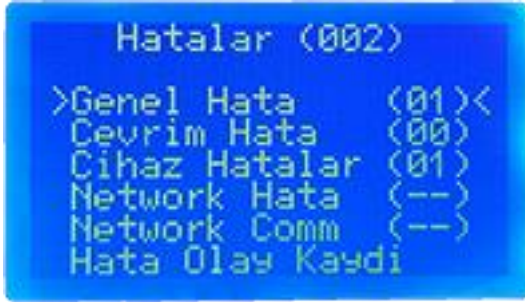 Hatalar (002)
>Genel Hata (01)<
Cevrim Hata (00)
Cihaz Hatalar (01)
Network Hata (--)
Network Comm (--)
Hata Olay Kaydi